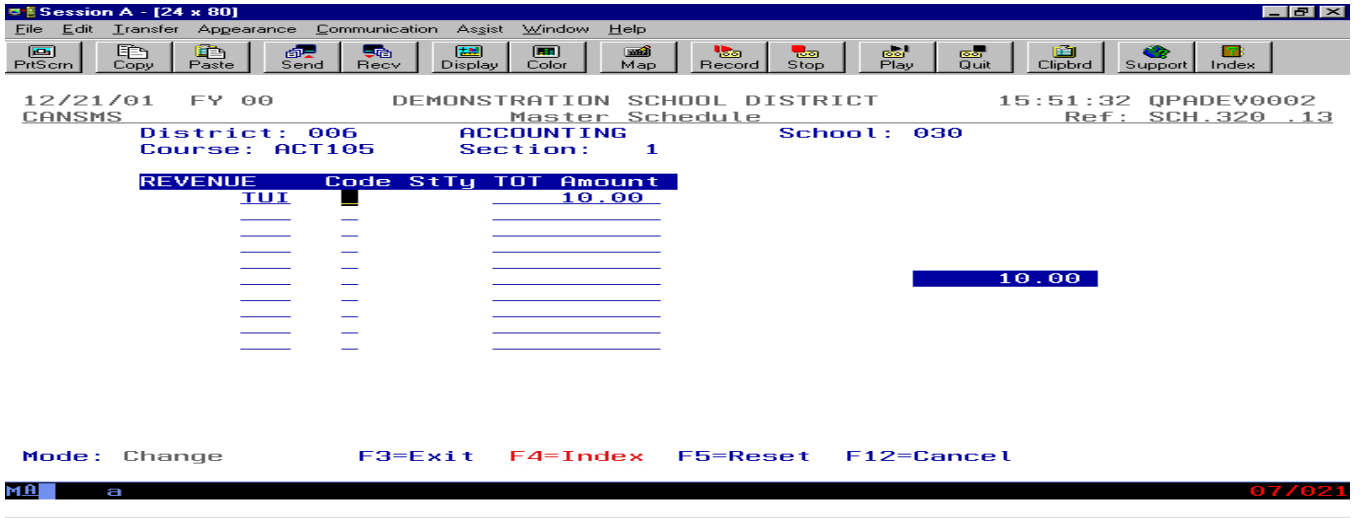 Session A - [24 x 80]
File Edit Transfer Appearance Communication Assist Window Help
PrtScrn Copy Paste Send Recv Display Color Map Record Stop Play Quit Clipbrd Support Index
12/21/01 FY 00 DEMONSTRATION SCHOOL DISTRICT 15:51:32 QPADEV0002
CANSMS Master Schedule Ref: SCH.320 .13
District: 006 ACCOUNTING School: 030
Course: ACT105 Section: 1
REVENUE Code StTy TOT Amount
TUI 10.00
10.00
Mode: Change F3=Exit F4=Index F5=Reset F12=Cancel
MA a 07/021